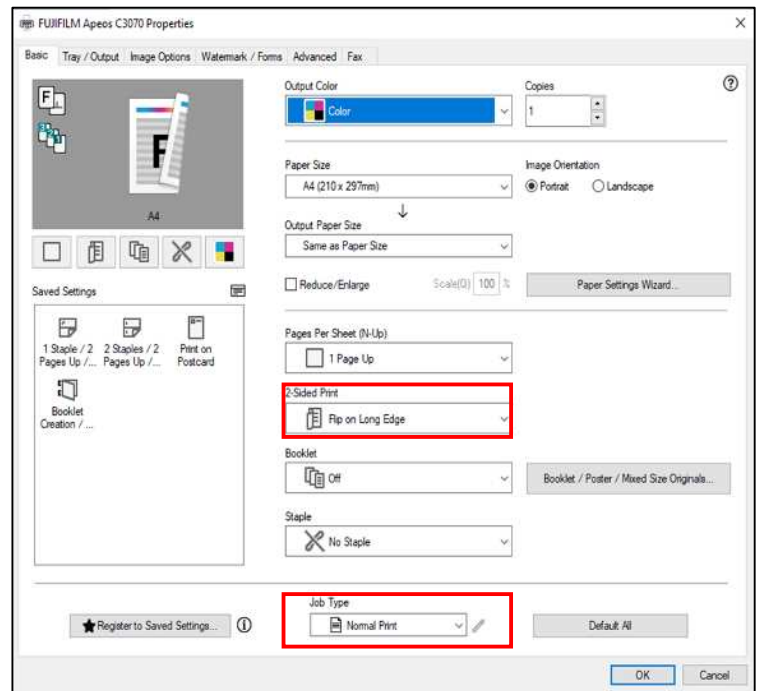 FUJIFILM Apeos C3070 Properties
Basic Tray / Output Image Options Watermark / Forms Advanced Fax
A4
Saved Settings
1 Staple / 2 Pages Up /...
2 Staples / 2 Pages Up /...
Print on Postcard
Booklet Creation / ...
Output Color
Color
Copies
1
Paper Size
A4 (210 x 297mm)
Image Orientation
Portrait Landscape
Output Paper Size
Same as Paper Size
Reduce/Enlarge Scale(Q) 100 %
Paper Settings Wizard...
Pages Per Sheet (N-Up)
1 Page Up
2-Sided Print
Flip on Long Edge
Booklet
Off
Booklet / Poster / Mixed Size Originals...
Staple
No Staple
Register to Saved Settings...
Job Type
Normal Print
Default All
OK Cancel